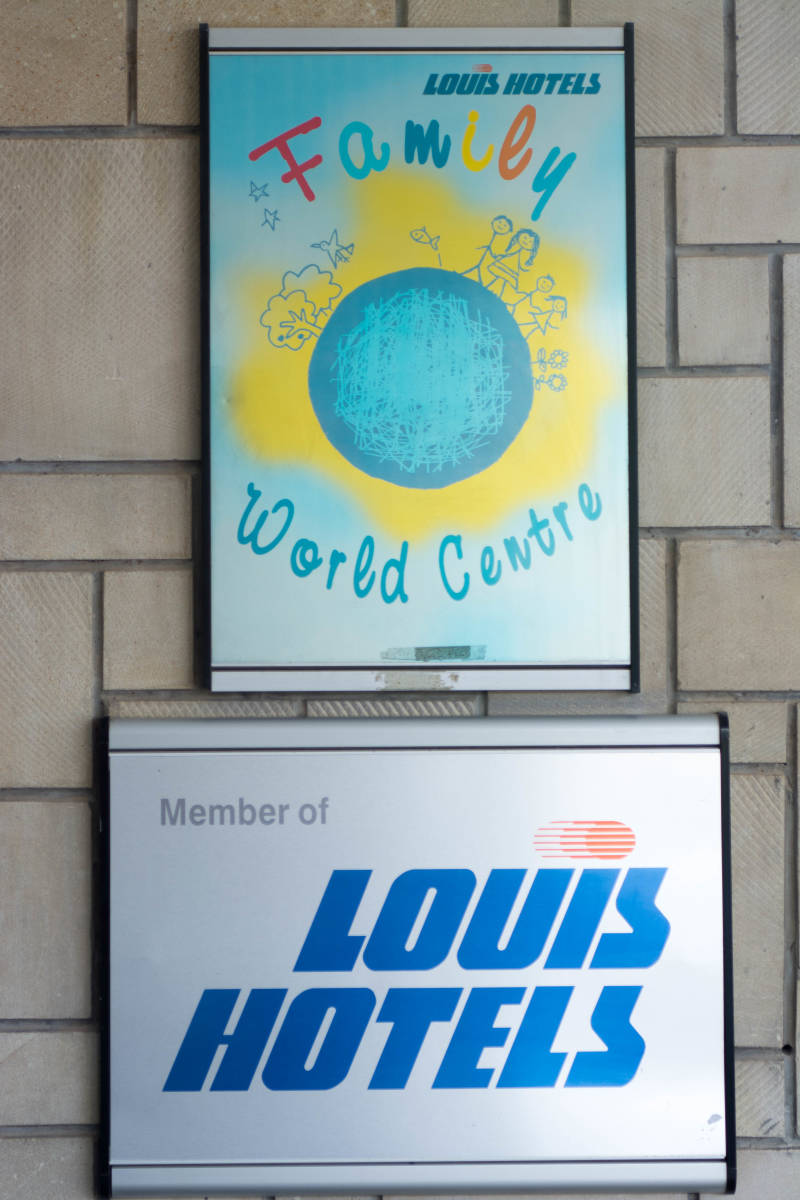 LOUIS HOTELS
Family
World Centre
Member of
LOUIS
HOTELS